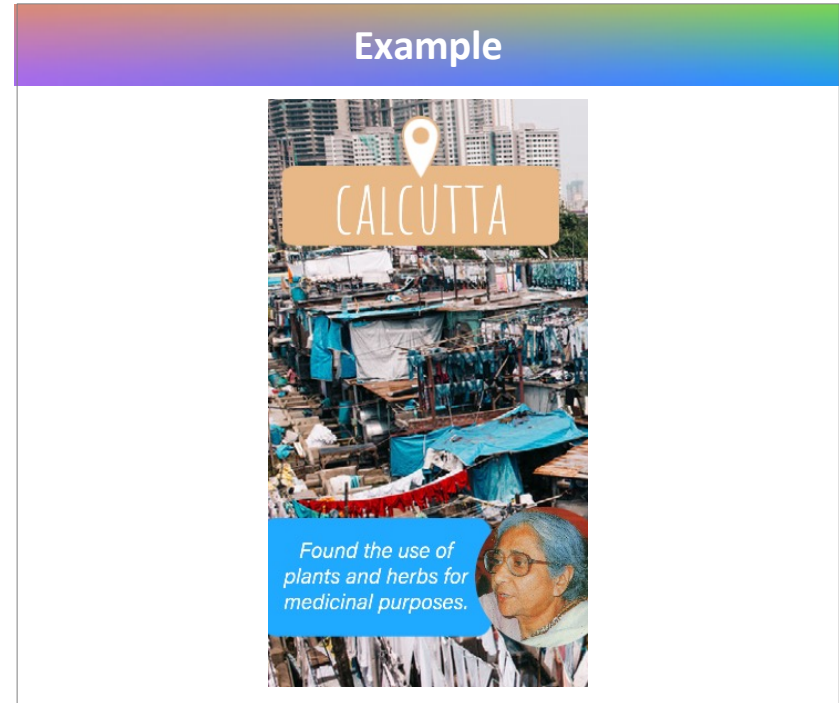 Example
CALCUTTA
Found the use of
plants and herbs for
medicinal purposes.